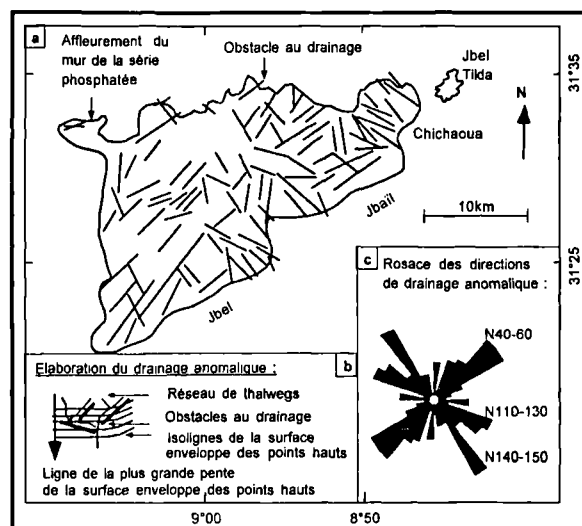 a
Affleurement du
mur de la série
phosphatée
Obstacle au drainage
Jbel
Tilda
N
Chichaoua
10km
Jbaïl
Jbel
31°35
31°25
c
Rosace des directions
de drainage anomalique :
N40-60
N110-130
N140-150
Elaboration du drainage anomalique :
b
Réseau de thalwegs
Obstacles au drainage
Isolignes de la surface
enveloppe des points hauts
Ligne de la plus grande pente
de la surface enveloppe des points hauts
9°00
8°50